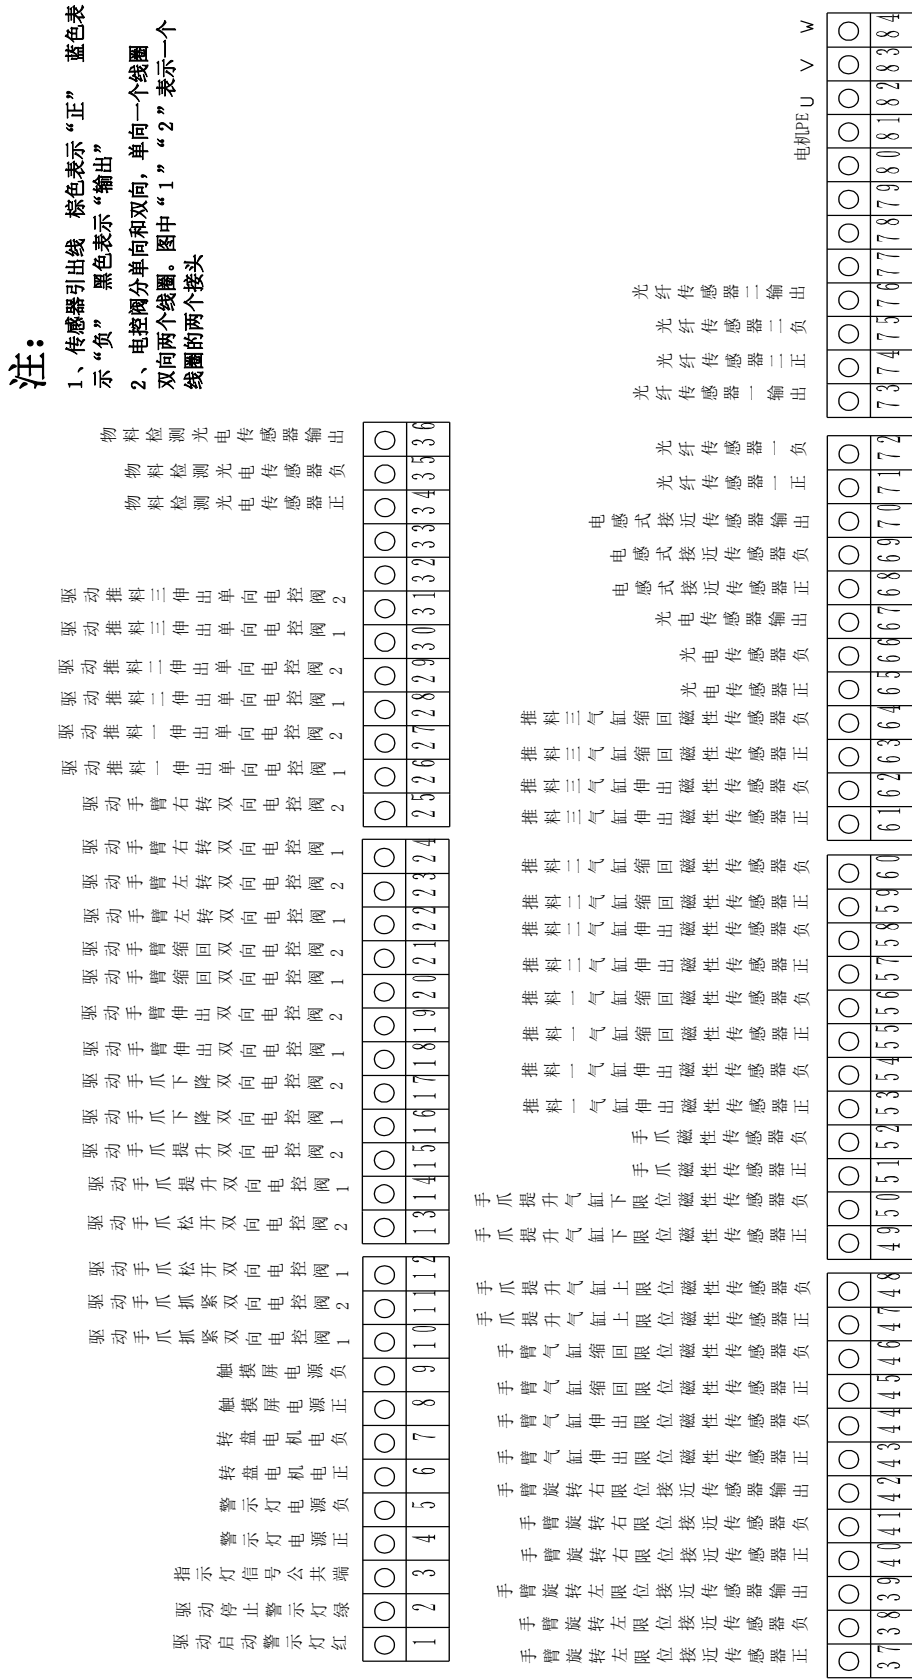 注：
1、传感器引出线 棕色表示“正” 蓝色表
示“负” 黑色表示“输出”
2、电控阀分单向和双向，单向一个线圈
双向两个线圈。图中“1”“2”表示一个
线圈的两个接头
驱动启动警示灯红
驱动停止警示灯绿
指示灯信号公共端
警示灯电源正
警示灯电源负
转盘电机电正
转盘电机电负
触摸屏电源正
触摸屏电源负
驱动手爪抓紧双向电控阀1
驱动手爪抓紧双向电控阀2
驱动手爪松开双向电控阀1
驱动手爪松开双向电控阀2
驱动手爪提升双向电控阀1
驱动手爪提升双向电控阀2
驱动手爪下降双向电控阀1
驱动手爪下降双向电控阀2
驱动手臂伸出双向电控阀1
驱动手臂伸出双向电控阀2
驱动手臂缩回双向电控阀1
驱动手臂缩回双向电控阀2
驱动手臂左转双向电控阀1
驱动手臂左转双向电控阀2
驱动手臂右转双向电控阀1
驱动手臂右转双向电控阀2
驱动推料一伸出单向电控阀1
驱动推料一伸出单向电控阀2
驱动推料二伸出单向电控阀1
驱动推料二伸出单向电控阀2
驱动推料三伸出单向电控阀1
驱动推料三伸出单向电控阀2
物料检测光电传感器正
物料检测光电传感器负
物料检测光电传感器输出
1 2 3 4 5 6 7 8 9 10 11 12 13 14 15 16 17 18 19 20 21 22 23 24 25 26 27 28 29 30 31 32 33 34 35 36
手臂旋转左限位接近传感器正
手臂旋转左限位接近传感器负
手臂旋转左限位接近传感器输出
手臂旋转右限位接近传感器正
手臂旋转右限位接近传感器负
手臂旋转右限位接近传感器输出
手臂气缸伸出限位磁性传感器正
手臂气缸伸出限位磁性传感器负
手臂气缸缩回限位磁性传感器正
手臂气缸缩回限位磁性传感器负
手爪提升气缸上限位磁性传感器正
手爪提升气缸上限位磁性传感器负
手爪提升气缸下限位磁性传感器正
手爪提升气缸下限位磁性传感器负
手爪磁性传感器正
手爪磁性传感器负
推料一气缸伸出磁性传感器正
推料一气缸伸出磁性传感器负
推料一气缸缩回磁性传感器正
推料一气缸缩回磁性传感器负
推料二气缸伸出磁性传感器正
推料二气缸伸出磁性传感器负
推料二气缸缩回磁性传感器正
推料二气缸缩回磁性传感器负
推料三气缸伸出磁性传感器正
推料三气缸伸出磁性传感器负
推料三气缸缩回磁性传感器正
推料三气缸缩回磁性传感器负
光电传感器正
光电传感器负
光电传感器输出
电感式接近传感器正
电感式接近传感器负
电感式接近传感器输出
光纤传感器一正
光纤传感器一负
光纤传感器一输出
光纤传感器二正
光纤传感器二负
光纤传感器二输出
电机PE U V W
37 38 39 40 41 42 43 44 45 46 47 48 49 50 51 52 53 54 55 56 57 58 59 60 61 62 63 64 65 66 67 68 69 70 71 72 73 74 75 76 77 78 79 80 81 82 83 84